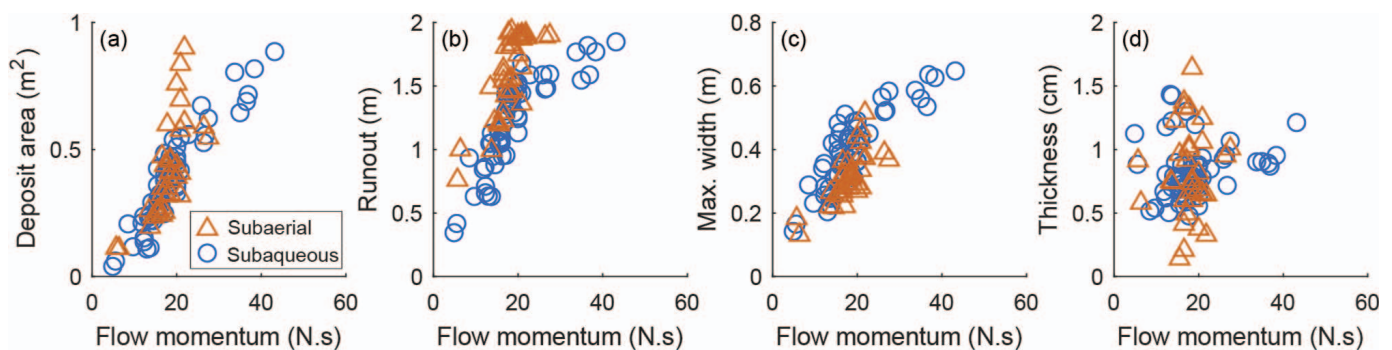 (a)
Deposit area (m²)
1
0.5
0
0 20 40 60
Flow momentum (N.s)
Subaerial
Subaqueous
(b)
Runout (m)
2
1.5
1
0.5
0
0 20 40 60
Flow momentum (N.s)
(c)
Max. width (m)
0.8
0.6
0.4
0.2
0
0 20 40 60
Flow momentum (N.s)
(d)
Thickness (cm)
2
1.5
1
0.5
0
0 20 40 60
Flow momentum (N.s)